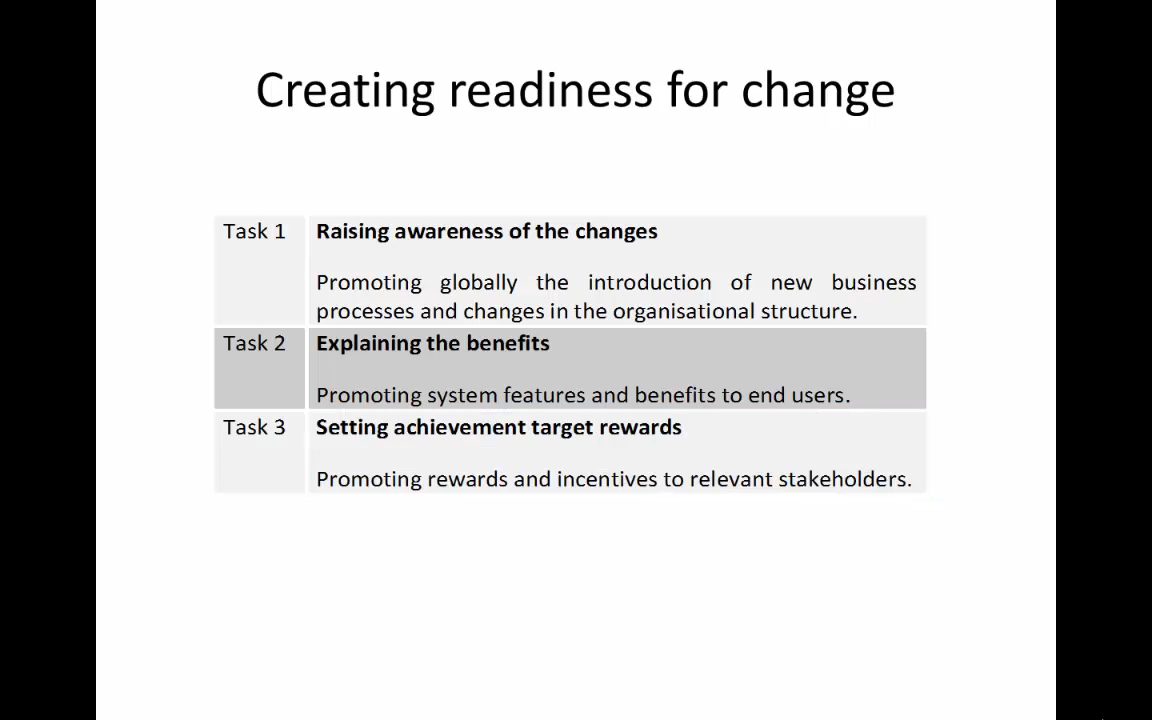 Creating readiness for change
Task 1
Raising awareness of the changes
Promoting globally the introduction of new business
processes and changes in the organisational structure.
Task 2
Explaining the benefits
Promoting system features and benefits to end users.
Task 3
Setting achievement target rewards
Promoting rewards and incentives to relevant stakeholders.